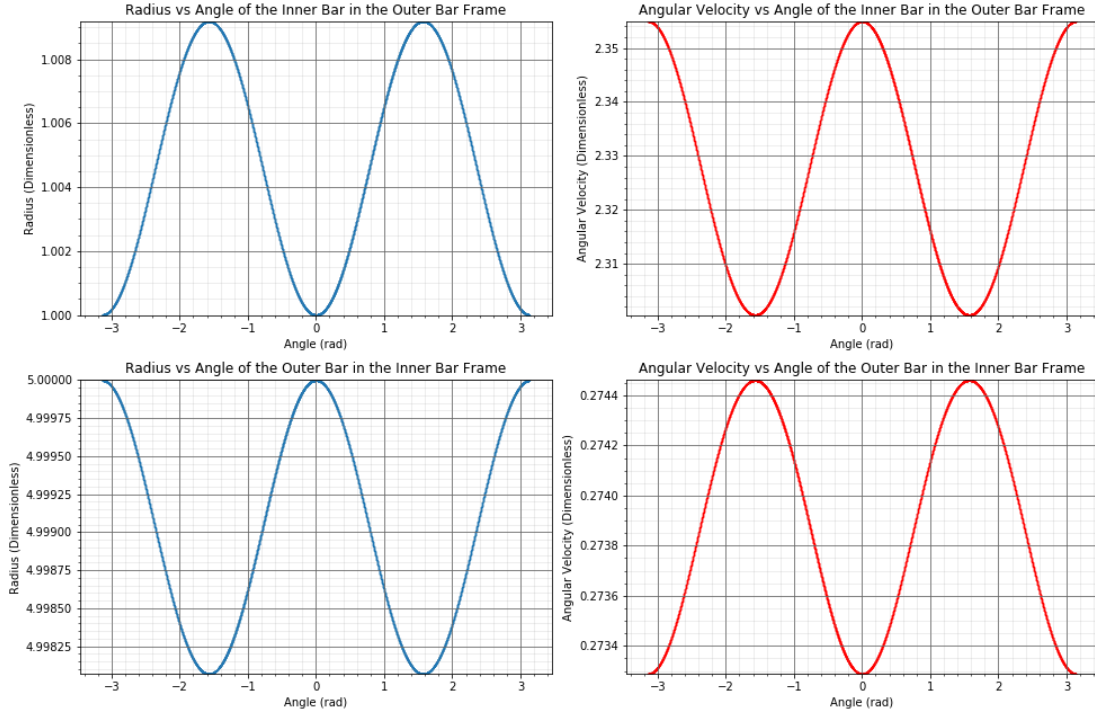 Radius vs Angle of the Inner Bar in the Outer Bar Frame
Radius (Dimensionless)
1.008
1.006
1.004
1.002
1.000
−3 −2 −1 0 1 2 3
Angle (rad)
Angular Velocity vs Angle of the Inner Bar in the Outer Bar Frame
Angular Velocity (Dimensionless)
2.35
2.34
2.33
2.32
2.31
−3 −2 −1 0 1 2 3
Angle (rad)
Radius vs Angle of the Outer Bar in the Inner Bar Frame
Radius (Dimensionless)
5.00000
4.99975
4.99950
4.99925
4.99900
4.99875
4.99850
4.99825
−3 −2 −1 0 1 2 3
Angle (rad)
Angular Velocity vs Angle of the Outer Bar in the Inner Bar Frame
Angular Velocity (Dimensionless)
0.2744
0.2742
0.2740
0.2738
0.2736
0.2734
−3 −2 −1 0 1 2 3
Angle (rad)